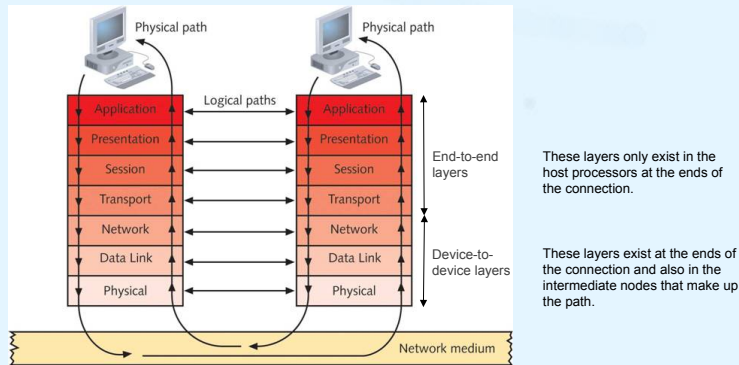 Physical path
Physical path
Application
Logical paths
Application
Presentation
Presentation
Session
Session
Transport
Transport
Network
Network
Data Link
Data Link
Physical
Physical
End-to-end
layers
Device-to-
device layers
These layers only exist in the
host processors at the ends of
the connection.
These layers exist at the ends of
the connection and also in the
intermediate nodes that make up
the path.
Network medium